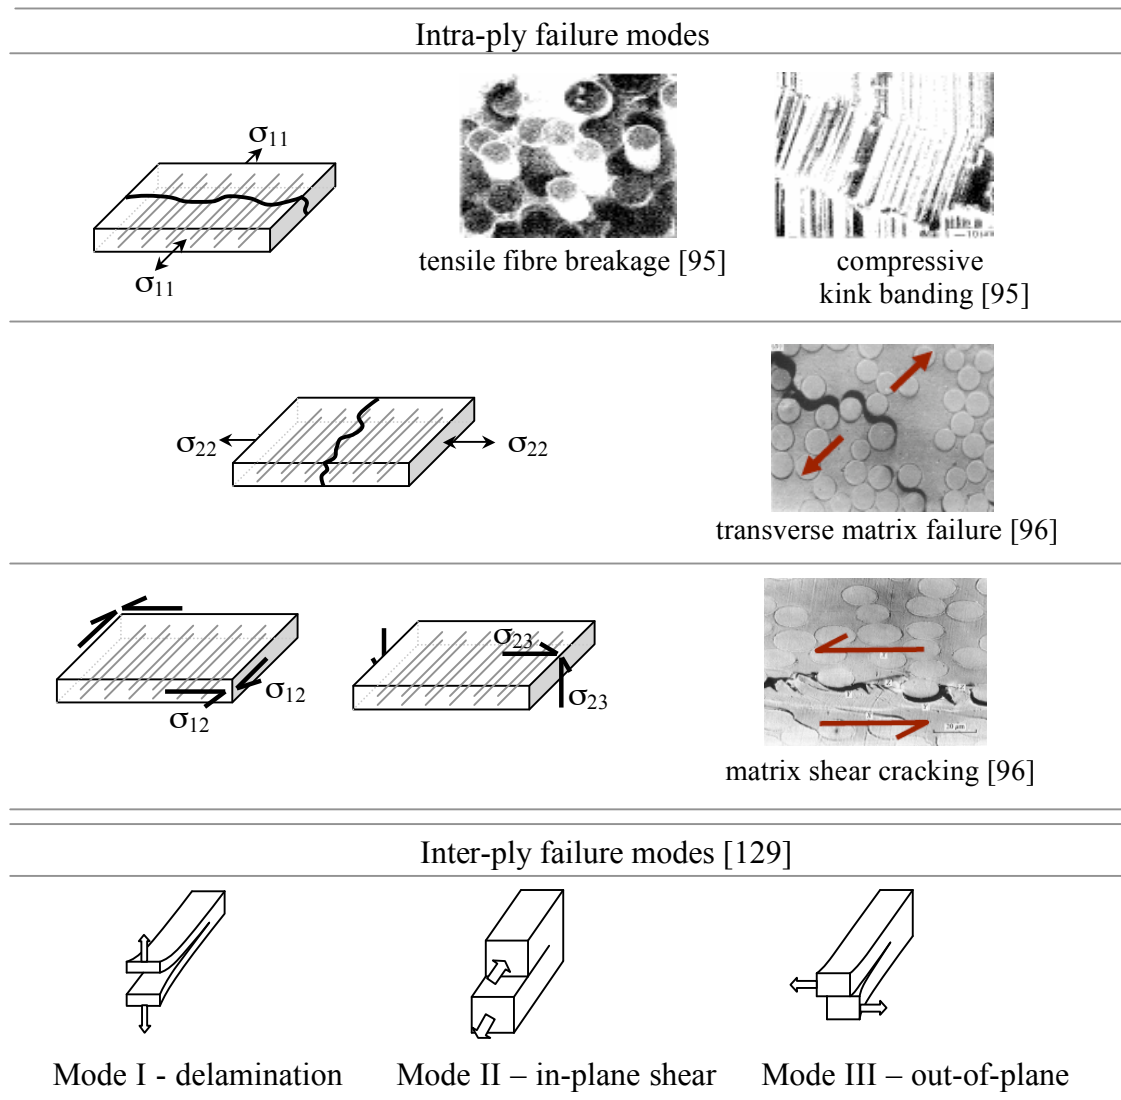 Intra-ply failure modes
σ11
σ11
tensile fibre breakage [95]
compressive
kink banding [95]
σ22
σ22
transverse matrix failure [96]
σ12
σ12
σ23
σ23
20 μm
matrix shear cracking [96]
Inter-ply failure modes [129]
Mode I - delamination
Mode II – in-plane shear
Mode III – out-of-plane